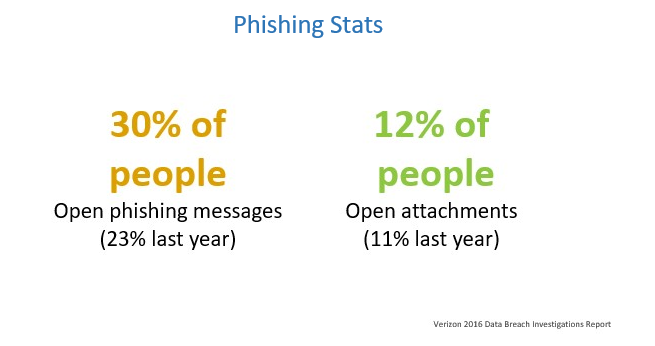 Phishing Stats
30% of
people
Open phishing messages
(23% last year)
12% of
people
Open attachments
(11% last year)
Verizon 2016 Data Breach Investigations Report